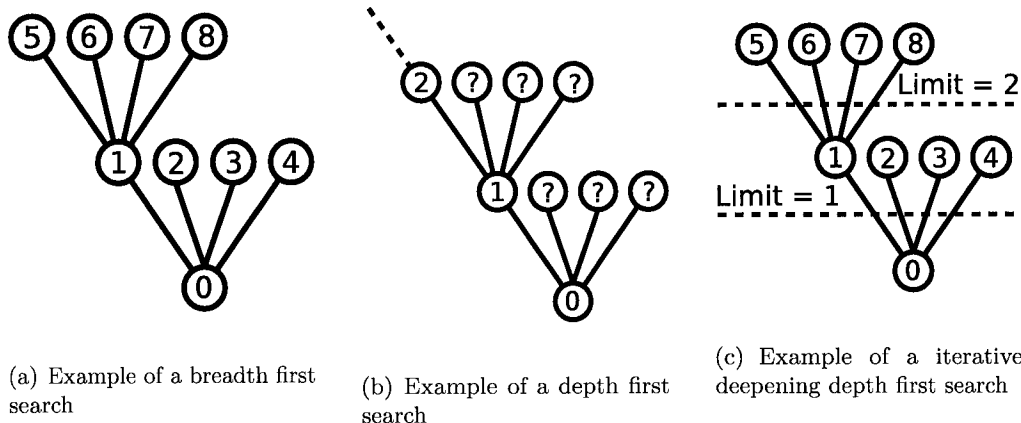 5 6 7 8
1 2 3 4
0
(a) Example of a breadth first
search
2 ? ? ?
1 ? ? ?
0
(b) Example of a depth first
search
5 6 7 8
Limit = 2
1 2 3 4
Limit = 1
0
(c) Example of a iterative
deepening depth first search